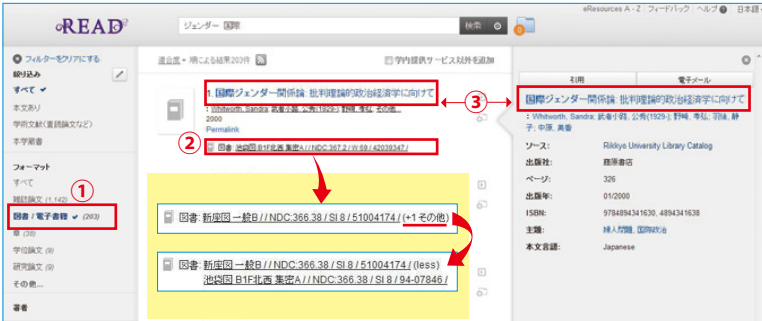 eResources A - Z | フィードバック | ヘルプ | 日本語
READ
ジェンダー 国際
検索
フィルターをクリアにする
絞り込み
すべて
本文あり
学術文献(査読論文など)
本学蔵書
フォーマット
すべて
雑誌論文 (1,142)
①
図書 / 電子書籍 (203)
章 (38)
学位論文 (9)
研究論文 (9)
その他...
著者
適合度 順による結果203件
学内提供サービス以外を追加
1. 国際ジェンダー関係論: 批判理論的政治経済学に向けて
: Whitworth, Sandra; 武者小路, 公秀(1929-); 野崎, 孝弘; その他...
2000
Permalink
②
図書: 池袋図 B1F北西 集密A / / NDC:367.2 / W 69 / 42039347 /
図書: 新座図 一般B / / NDC:366.38 / SI 8 / 51004174 / (+1 その他)
図書: 新座図 一般B / / NDC:366.38 / SI 8 / 51004174 / (less)
池袋図 B1F北西 集密A / / NDC:366.38 / SI 8 / 94-07846 /
③
引用
電子メール
国際ジェンダー関係論: 批判理論的政治経済学に向けて
: Whitworth, Sandra; 武者小路, 公秀(1929-); 野崎, 孝弘; 羽後, 静
子; 中原, 美香
ソース: Rikkyo University Library Catalog
出版社: 藤原書店
ページ: 326
出版年: 01/2000
ISBN: 9784894341630, 4894341638
主題: 婦人問題, 国際政治
本文言語: Japanese